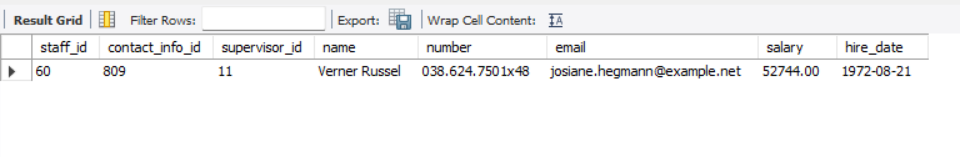 Result Grid Filter Rows: Export: Wrap Cell Content: IA
staff_id contact_info_id supervisor_id name number email salary hire_date
60 809 11 Verner Russel 038.624.7501x48 josiane.hegmann@example.net 52744.00 1972-08-21